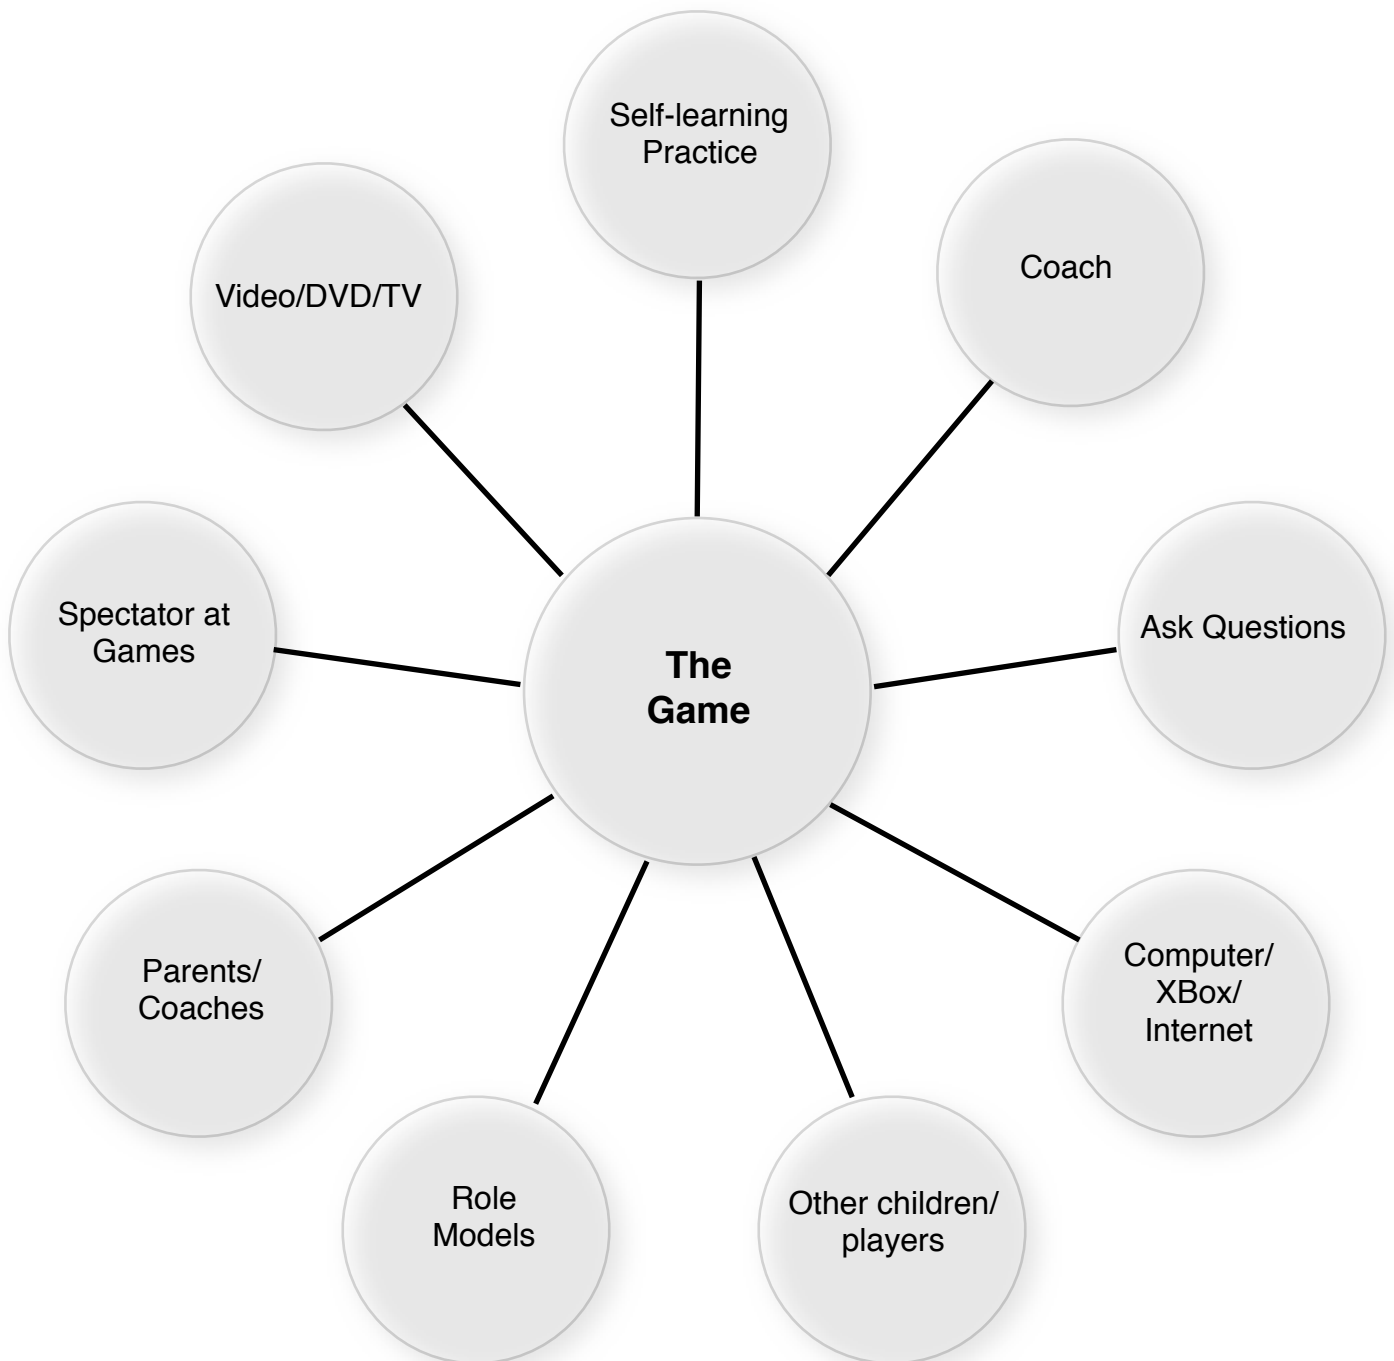 Self-learning
Practice
Coach
Video/DVD/TV
Spectator at
Games
The
Game
Ask Questions
Parents/
Coaches
Computer/
XBox/
Internet
Role
Models
Other children/
players